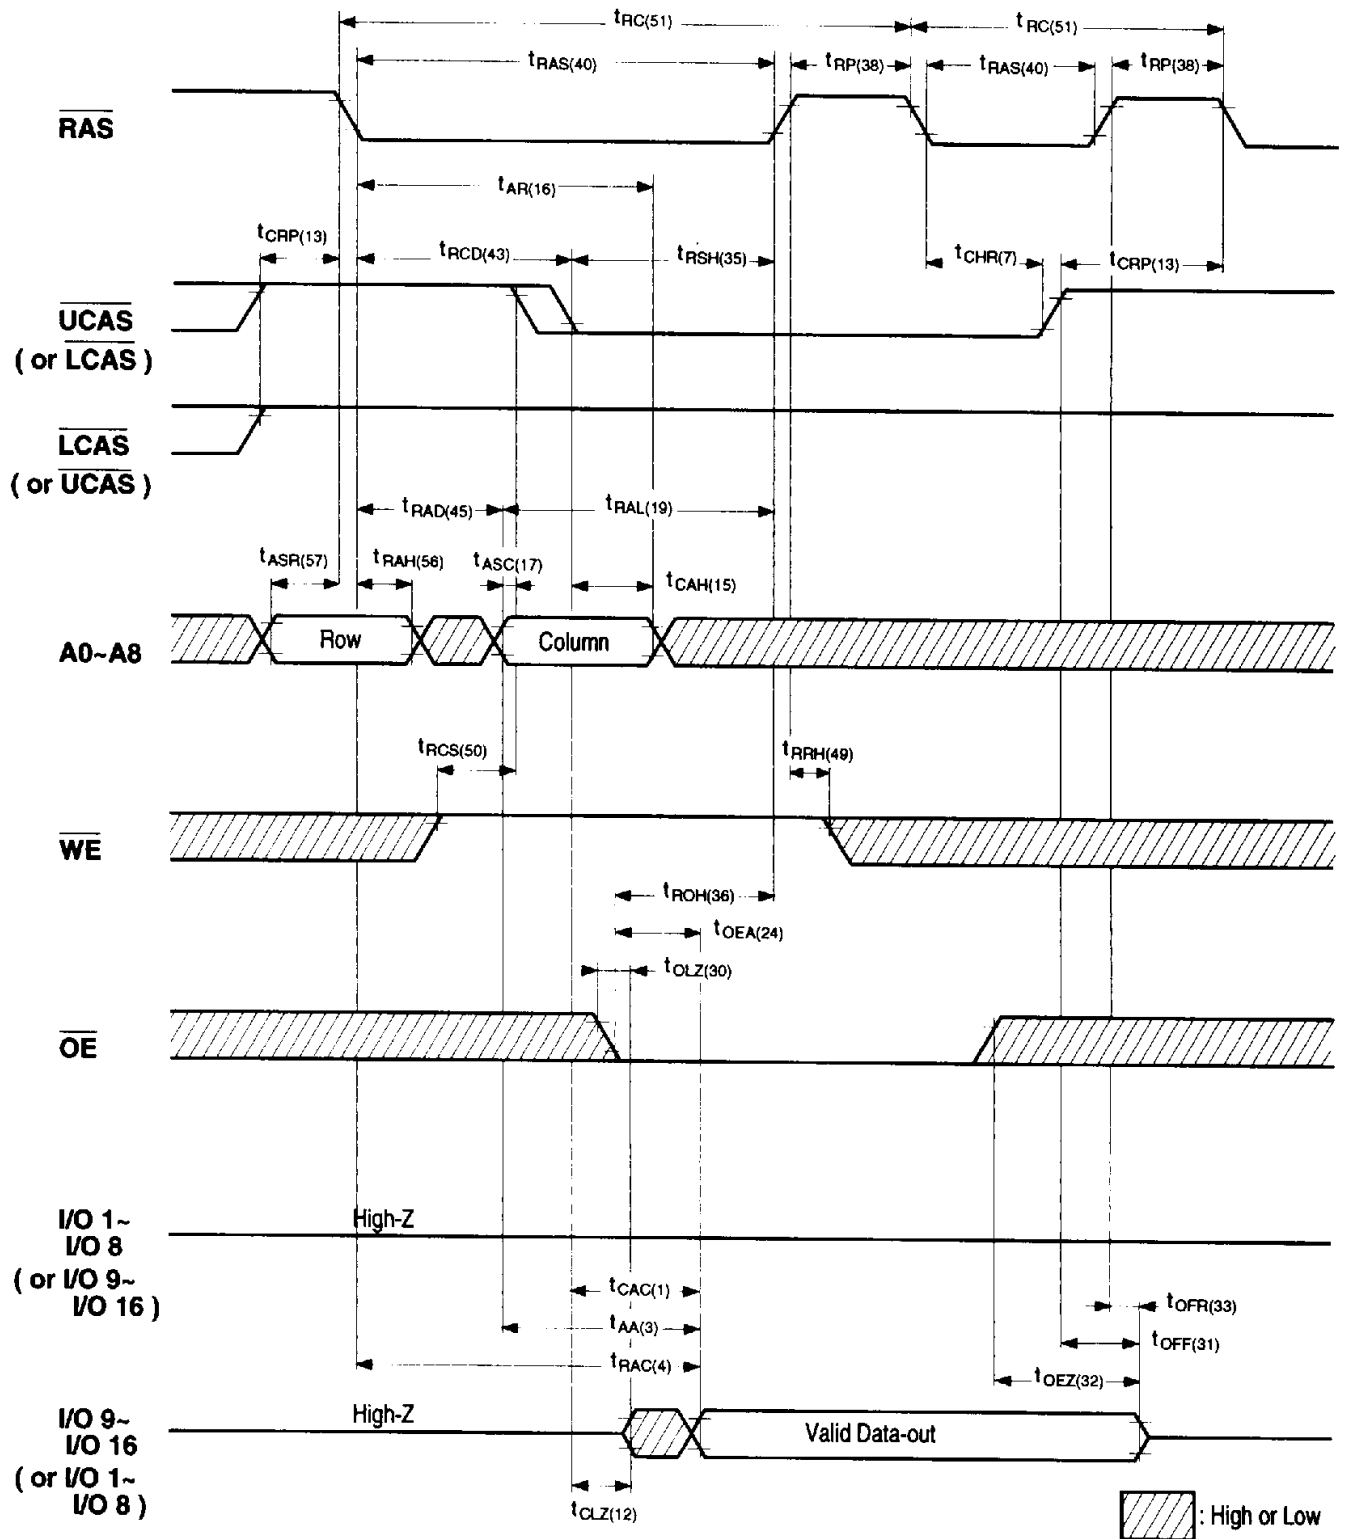 tRC(51) tRC(51)
tRAS(40) tRP(38) tRAS(40) tRP(38)
RAS
tAR(16)
tCRP(13) tRCD(43) tRSH(35) tCHR(7) tCRP(13)
UCAS
( or LCAS )
LCAS
( or UCAS )
tRAD(45) tRAL(19)
tASR(57) tRAH(56) tASC(17) tCAH(15)
A0~A8 Row Column
tRCS(50) tRRH(49)
WE
tROH(36)
tOEA(24)
tOLZ(30)
OE
I/O 1~ High-Z
I/O 8
( or I/O 9~
I/O 16 )
tCAC(1) tOFR(33)
tAA(3) tOFF(31)
tRAC(4) tOEZ(32)
I/O 9~ High-Z
I/O 16 Valid Data-out
( or I/O 1~
I/O 8 )
tCLZ(12)
: High or Low